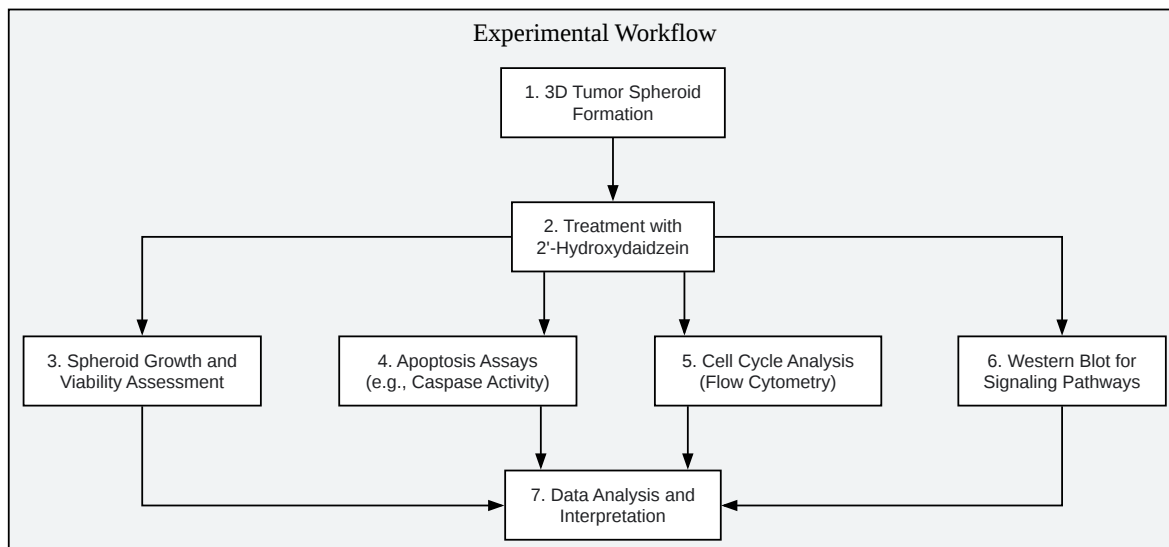 Experimental Workflow
1. 3D Tumor Spheroid
Formation
2. Treatment with
2'-Hydroxydaidzein
3. Spheroid Growth and
Viability Assessment
4. Apoptosis Assays
(e.g., Caspase Activity)
5. Cell Cycle Analysis
(Flow Cytometry)
6. Western Blot for
Signaling Pathways
7. Data Analysis and
Interpretation